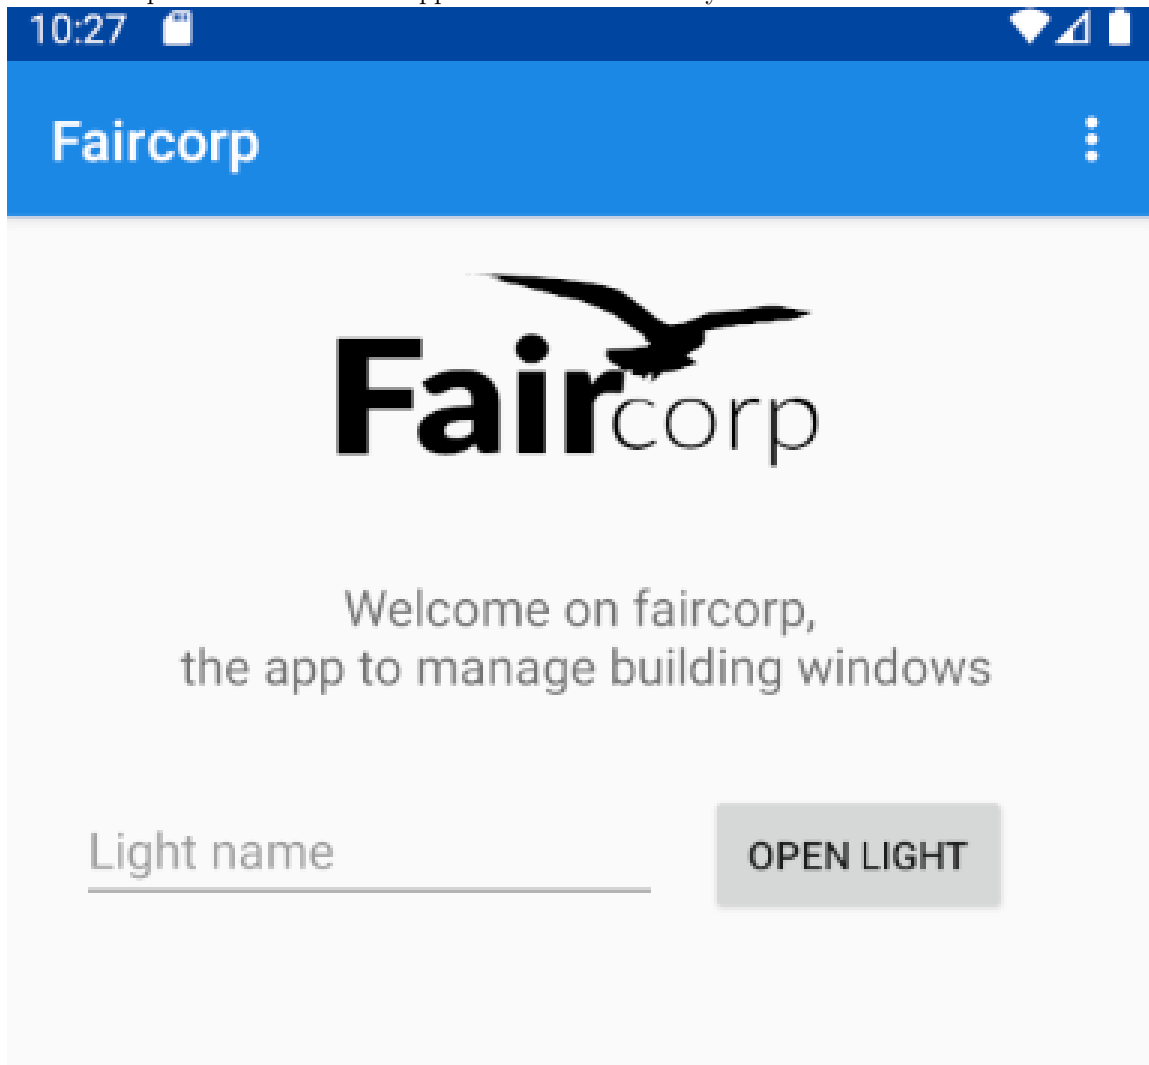 10:27
Faircorp
Faircorp
Welcome on faircorp,
the app to manage building windows
Light name
OPEN LIGHT